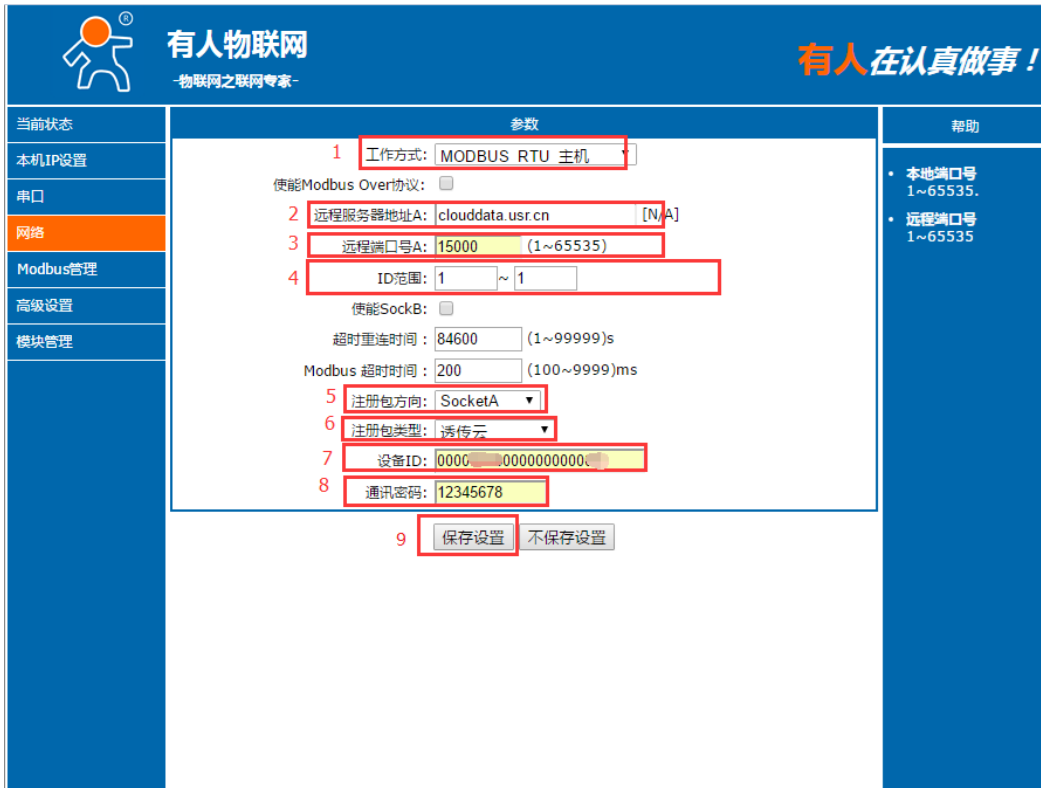 ®
有人物联网
-物联网之联网专家-
有人在认真做事！
当前状态
本机IP设置
串口
网络
Modbus管理
高级设置
模块管理
参数
1 工作方式: MODBUS RTU 主机
使能Modbus Over协议:
2 远程服务器地址A: clouddata.usr.cn [N/A]
3 远程端口号A: 15000 (1~65535)
4 ID范围: 1 ~ 1
使能SockB:
超时重连时间 : 84600 (1~99999)s
Modbus 超时时间 : 200 (100~9999)ms
5 注册包方向: SocketA
6 注册包类型: 透传云
7 设备ID:
8 通讯密码: 12345678
9 保存设置 不保存设置
帮助
• 本地端口号
1~65535.
• 远程端口号
1~65535